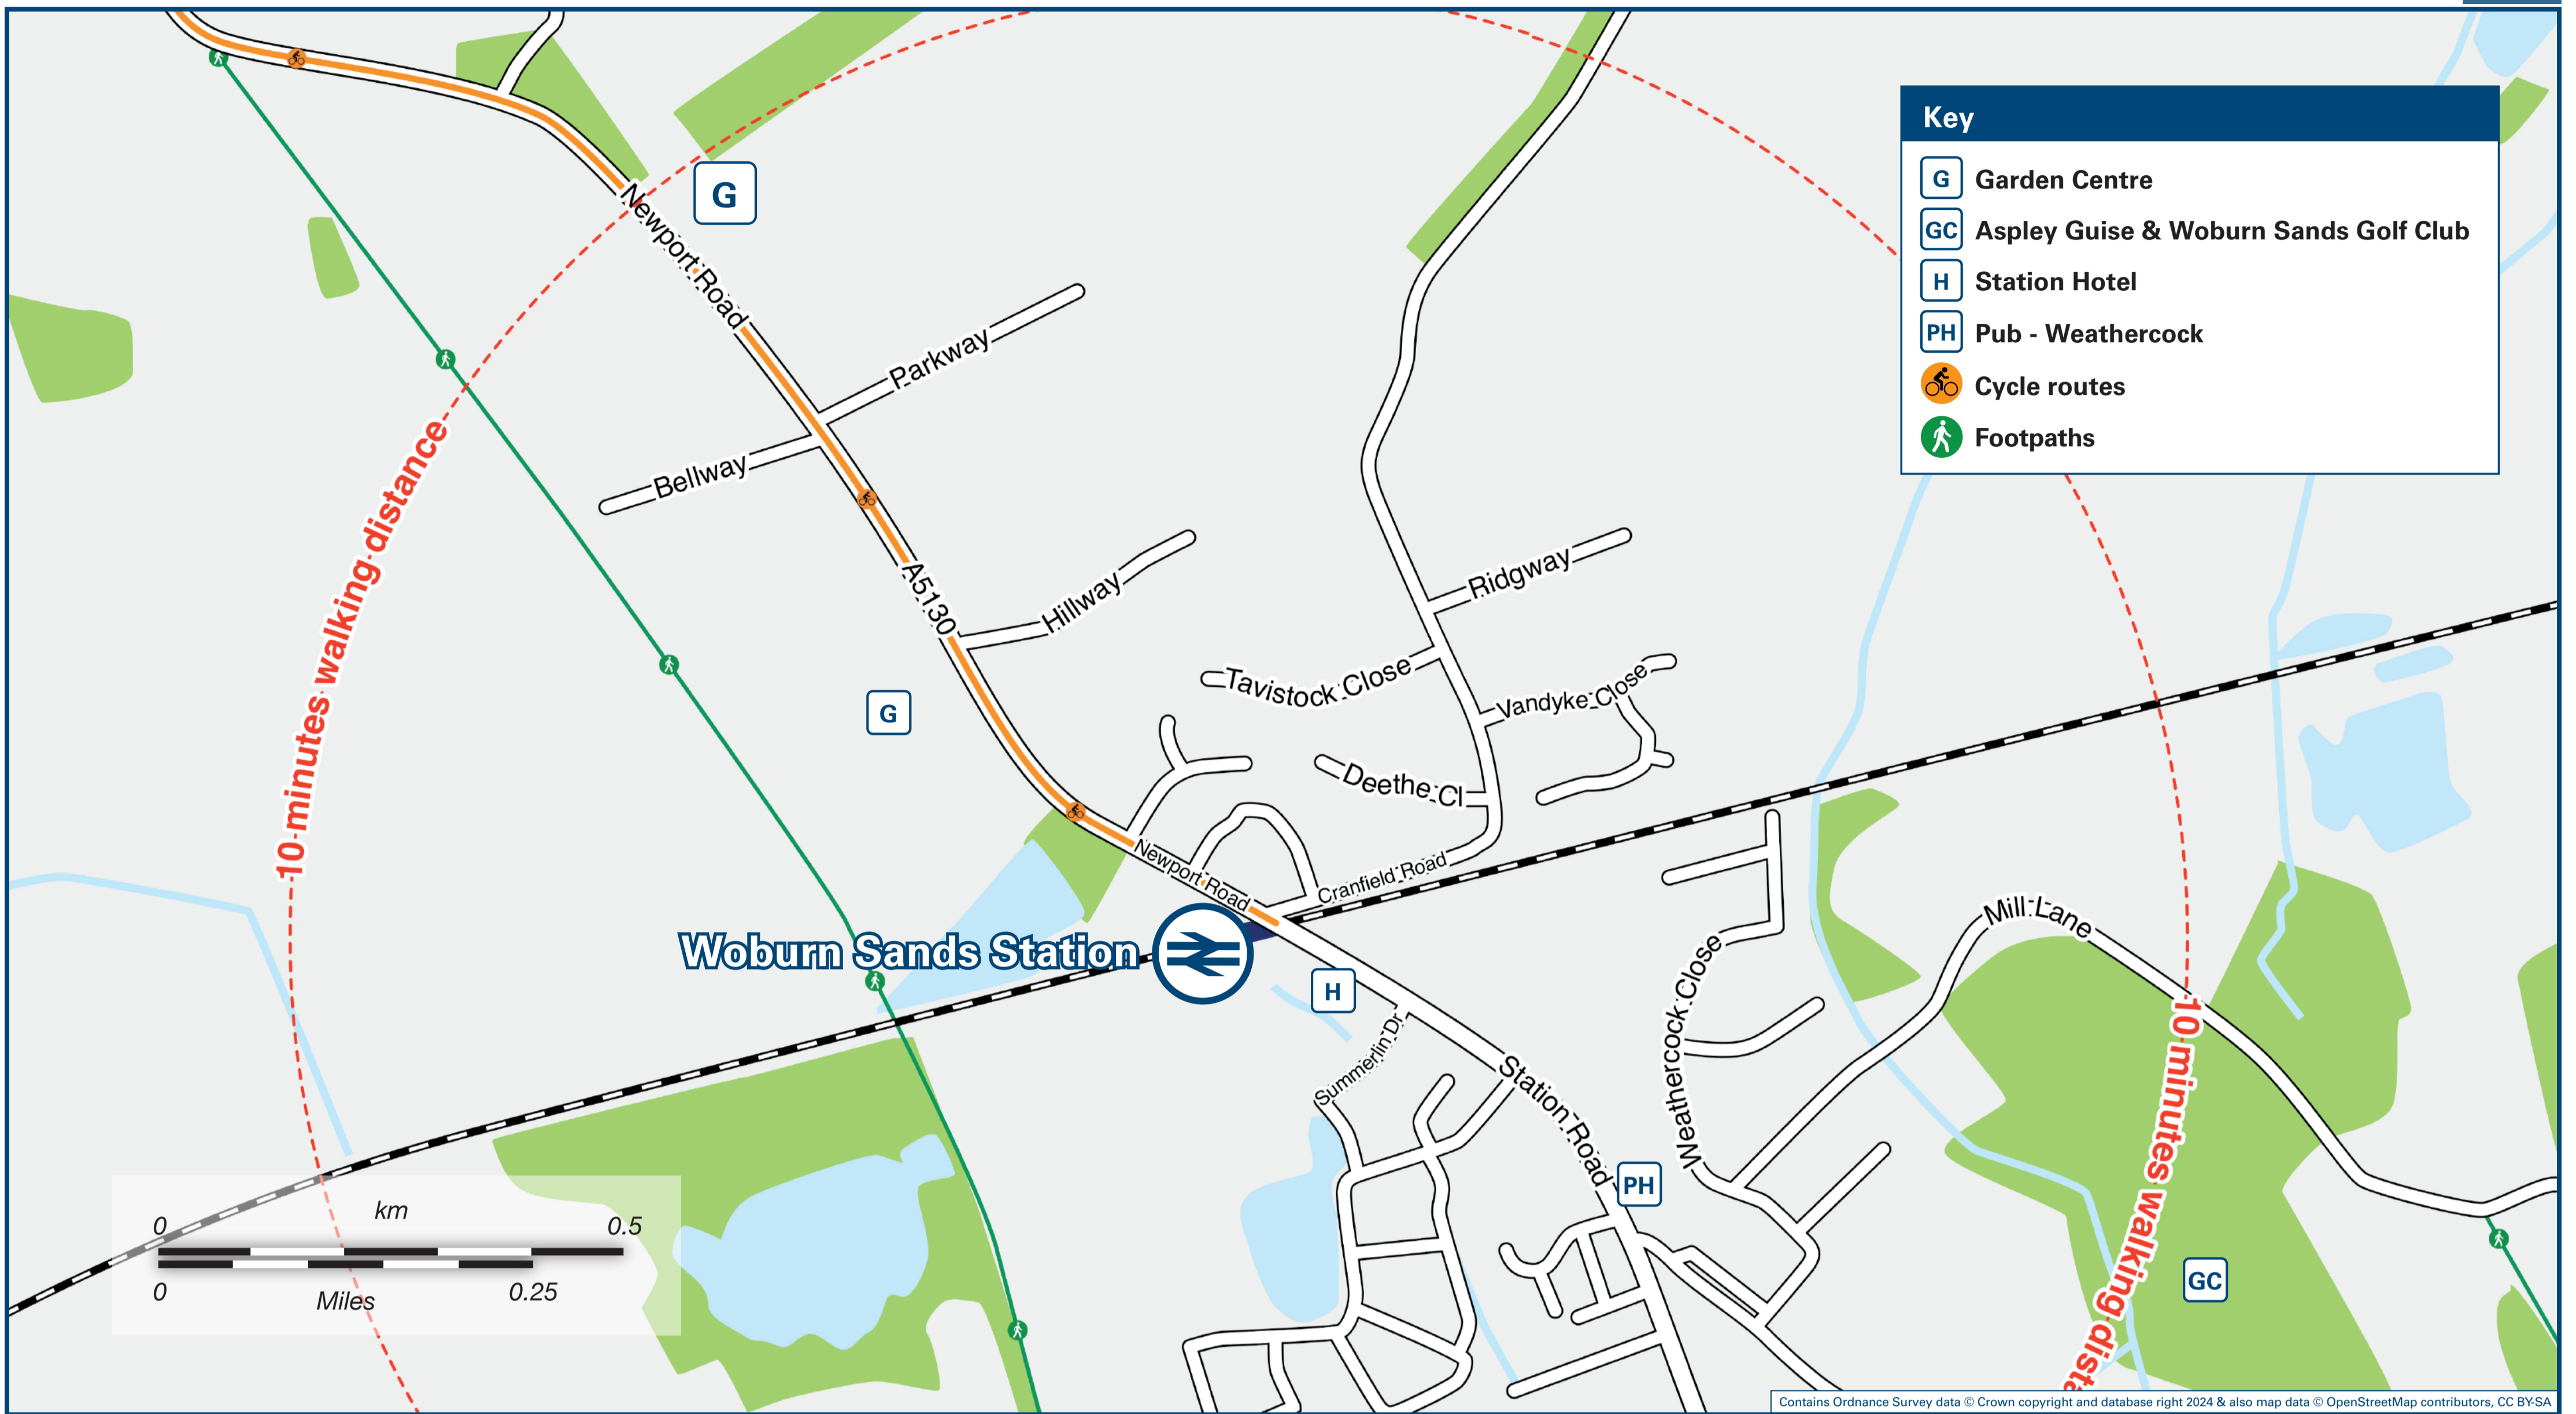 Key
G Garden Centre
GC Aspley Guise & Woburn Sands Golf Club
H Station Hotel
PH Pub - Weathercock
Cycle routes
Footpaths
G
Newport Road
Parkway
Bellway
10 minutes walking distance
A5130
Hillway
Ridgway
Tavistock Close
Vandyke Close
G
Deethe Cl
Newport Road
Cranfield Road
Woburn Sands Station
H
Mill Lane
Weathercock Close
Summerlin Dr
Station Road
PH
10 minutes walking dista
GC
km
0 0.5
0 0.25
Miles
Contains Ordnance Survey data © Crown copyright and database right 2024 & also map data © OpenStreetMap contributors, CC BY-SA